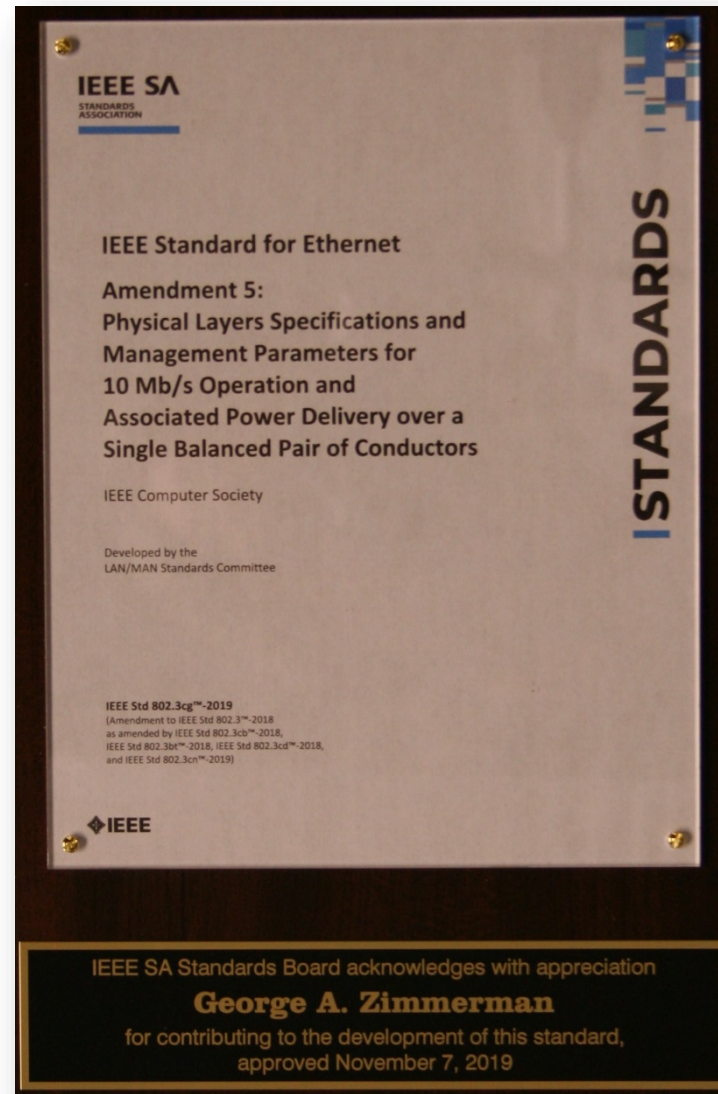 IEEE SA
STANDARDS
ASSOCIATION
STANDARDS
IEEE Standard for Ethernet
Amendment 5:
Physical Layers Specifications and
Management Parameters for
10 Mb/s Operation and
Associated Power Delivery over a
Single Balanced Pair of Conductors
IEEE Computer Society
Developed by the
LAN/MAN Standards Committee
IEEE Std 802.3cg™-2019
(Amendment to IEEE Std 802.3™-2018
as amended by IEEE Std 802.3cb™-2018,
IEEE Std 802.3bt™-2018, IEEE Std 802.3cd™-2018,
and IEEE Std 802.3cn™-2019)
IEEE
IEEE SA Standards Board acknowledges with appreciation
George A. Zimmerman
for contributing to the development of this standard,
approved November 7, 2019